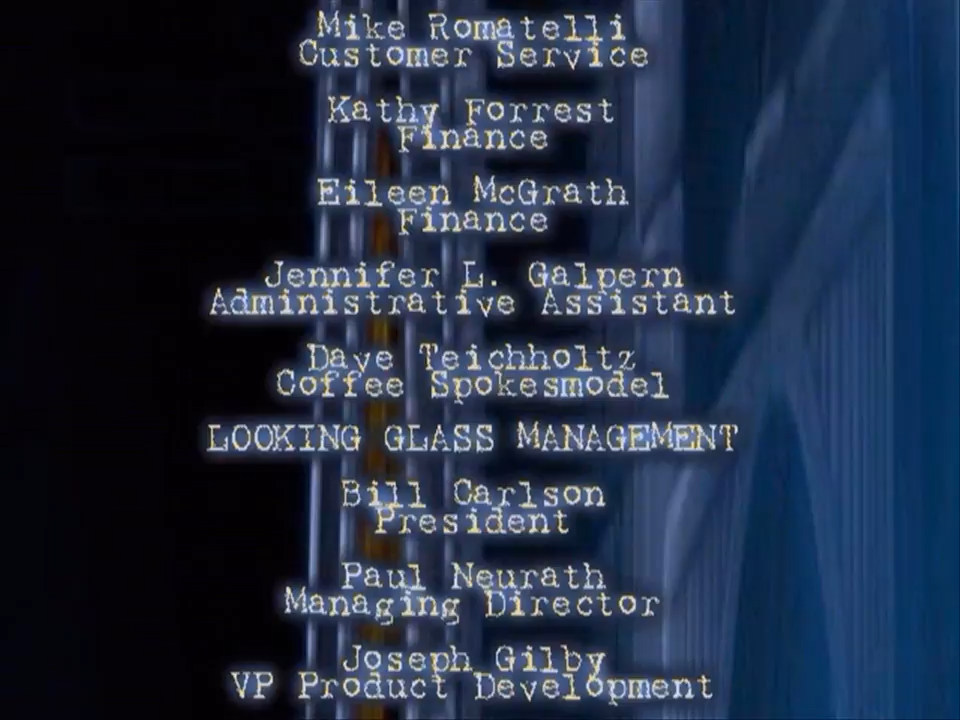 Mike Romatelli
Customer Service
Kathy Forrest
Finance
Eileen McGrath
Finance
Jennifer L. Galpern
Administrative Assistant
Dave Teichholtz
Coffee Spokesmodel
LOOKING GLASS MANAGEMENT
Bill Carlson
President
Paul Neurath
Managing Director
Joseph Gilby
VP Product Development